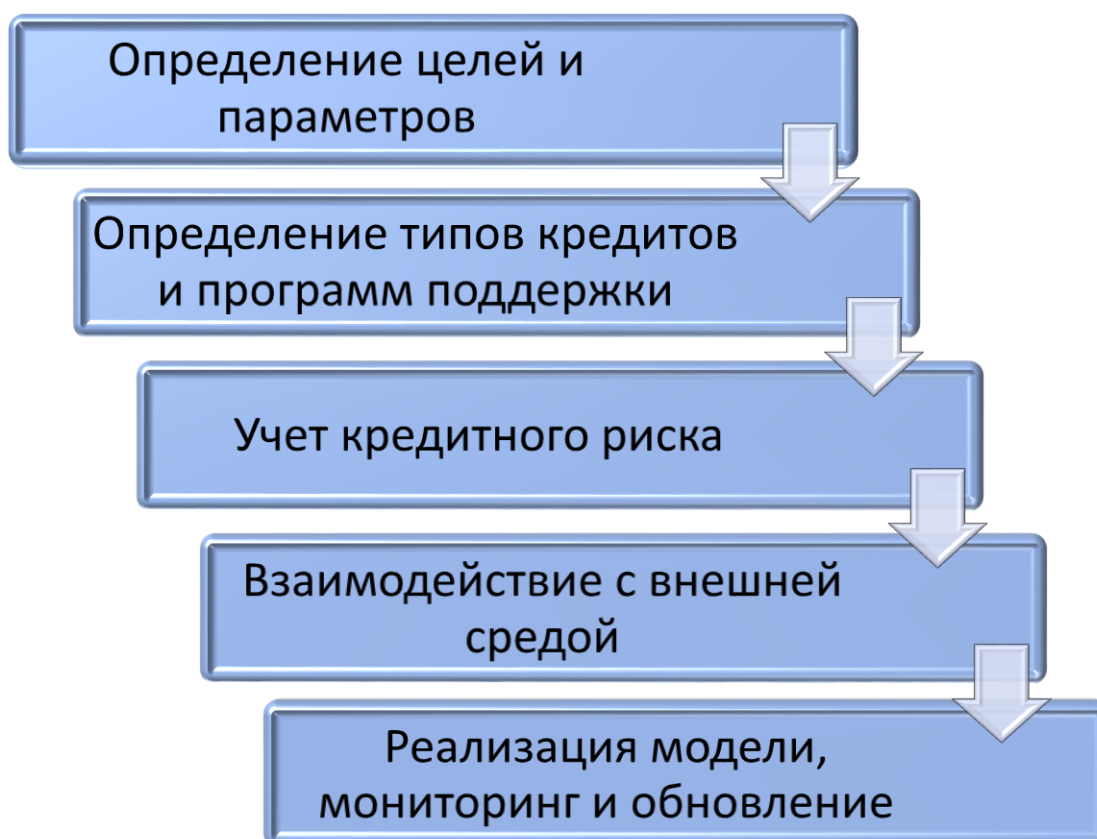 Определение целей и
параметров
Определение типов кредитов
и программ поддержки
Учет кредитного риска
Взаимодействие с внешней
средой
Реализация модели,
мониторинг и обновление